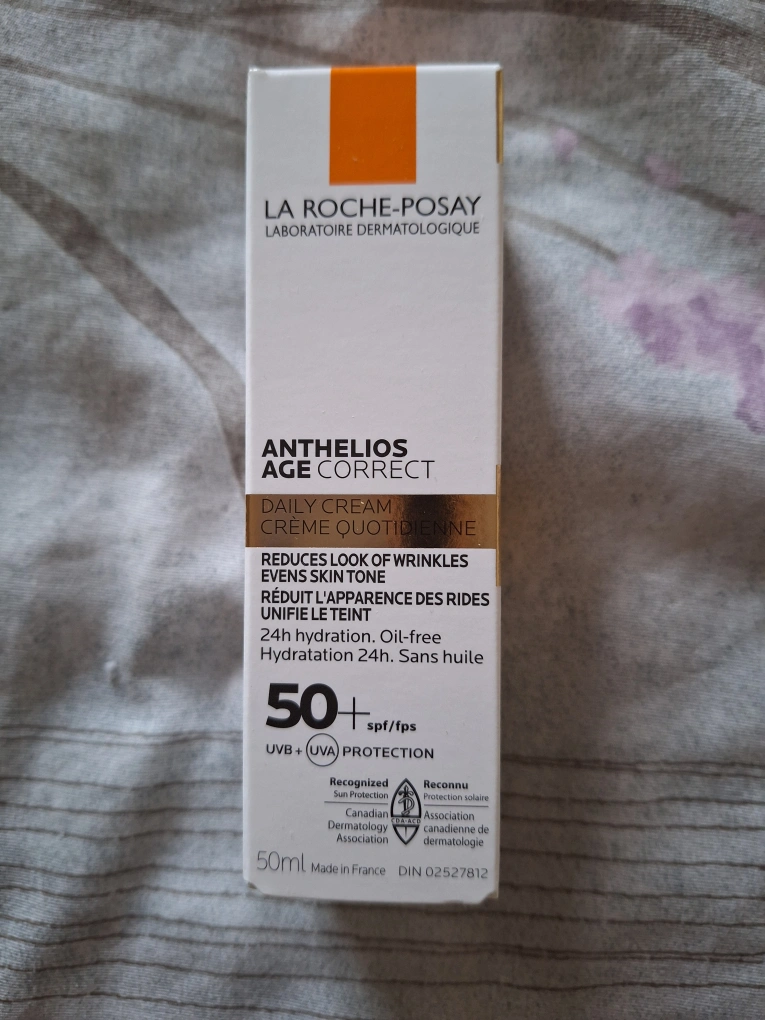 LA ROCHE-POSAY
LABORATOIRE DERMATOLOGIQUE
ANTHELIOS
AGE CORRECT
DAILY CREAM
CRÈME QUOTIDIENNE
REDUCES LOOK OF WRINKLES
EVENS SKIN TONE
RÉDUIT L'APPARENCE DES RIDES
UNIFIE LE TEINT
24h hydration. Oil-free
Hydratation 24h. Sans huile
50+ spf/fps
UVB + UVA PROTECTION
Recognized
Sun Protection
Canadian
Dermatology
Association
CDA-ACD
Reconnu
Protection solaire
Association
canadienne de
dermatologie
50ml Made in France DIN 02527812